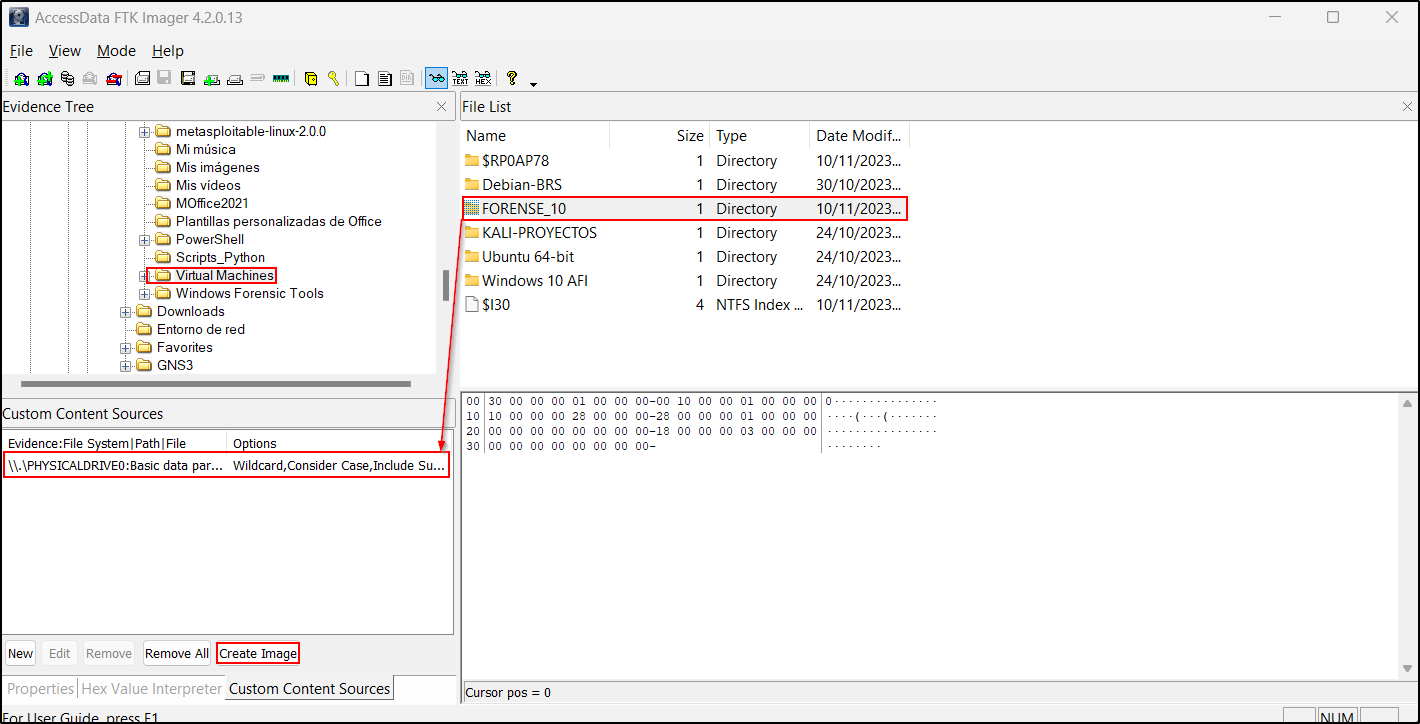 AccessData FTK Imager 4.2.0.13
File View Mode Help
TEXT HEX
Evidence Tree
metasploitable-linux-2.0.0
Mi música
Mis imágenes
Mis vídeos
MOffice2021
Plantillas personalizadas de Office
PowerShell
Scripts_Python
Virtual Machines
Windows Forensic Tools
Downloads
Entorno de red
Favorites
GNS3
File List
Name Size Type Date Modif...
$RP0AP78 1 Directory 10/11/2023...
Debian-BRS 1 Directory 30/10/2023...
FORENSE_10 1 Directory 10/11/2023...
KALI-PROYECTOS 1 Directory 24/10/2023...
Ubuntu 64-bit 1 Directory 24/10/2023...
Windows 10 AFI 1 Directory 24/10/2023...
$I30 4 NTFS Index ... 10/11/2023...
Custom Content Sources
Evidence:File System|Path|File Options
\\.\PHYSICALDRIVE0:Basic data par... Wildcard,Consider Case,Include Su...
New Edit Remove Remove All Create Image
Properties Hex Value Interpreter Custom Content Sources
00 30 00 00 00 01 00 00 00-00 10 00 00 01 00 00 00 0···············
10 10 00 00 00 28 00 00 00-28 00 00 00 01 00 00 00 ····(···(·······
20 00 00 00 00 00 00 00 00-18 00 00 00 03 00 00 00 ················
30 00 00 00 00 00 00 00 00- ········
Cursor pos = 0
For User Guide, press F1
NUM